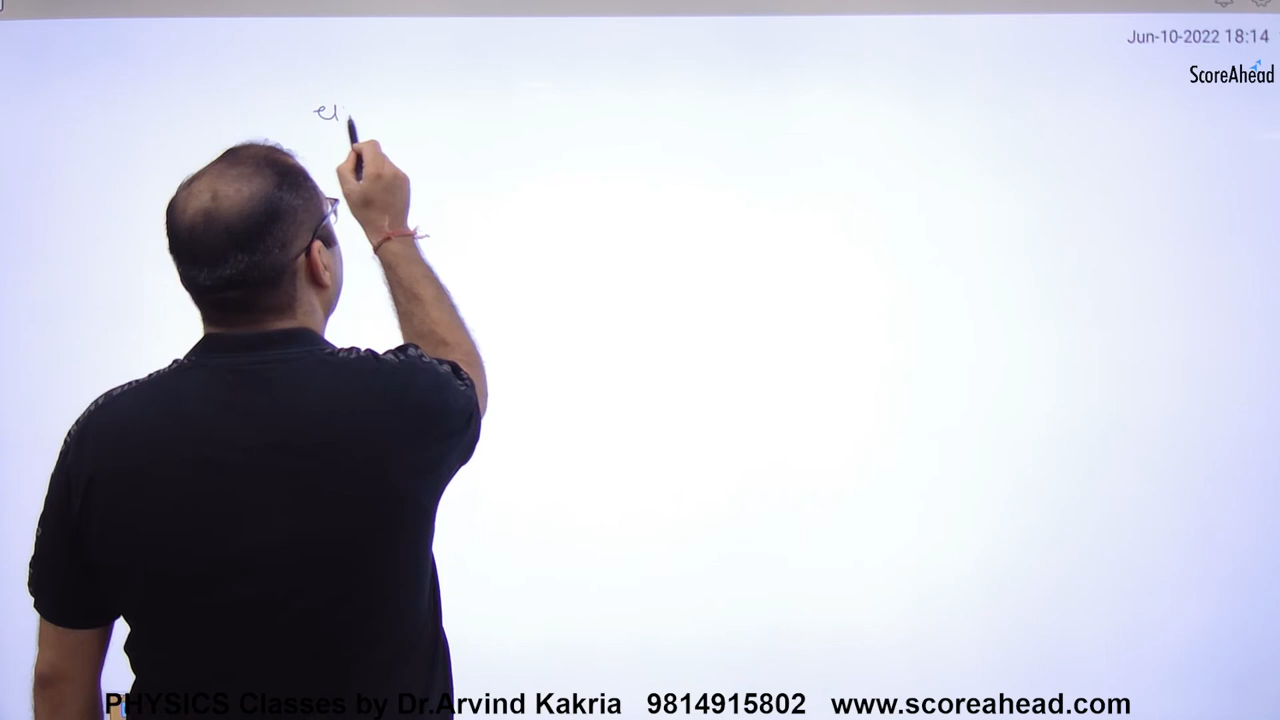 Jun-10-2022 18:14
ScoreAhead
PHYSICS Classes by Dr.Arvind Kakria 9814915802 www.scoreahead.com